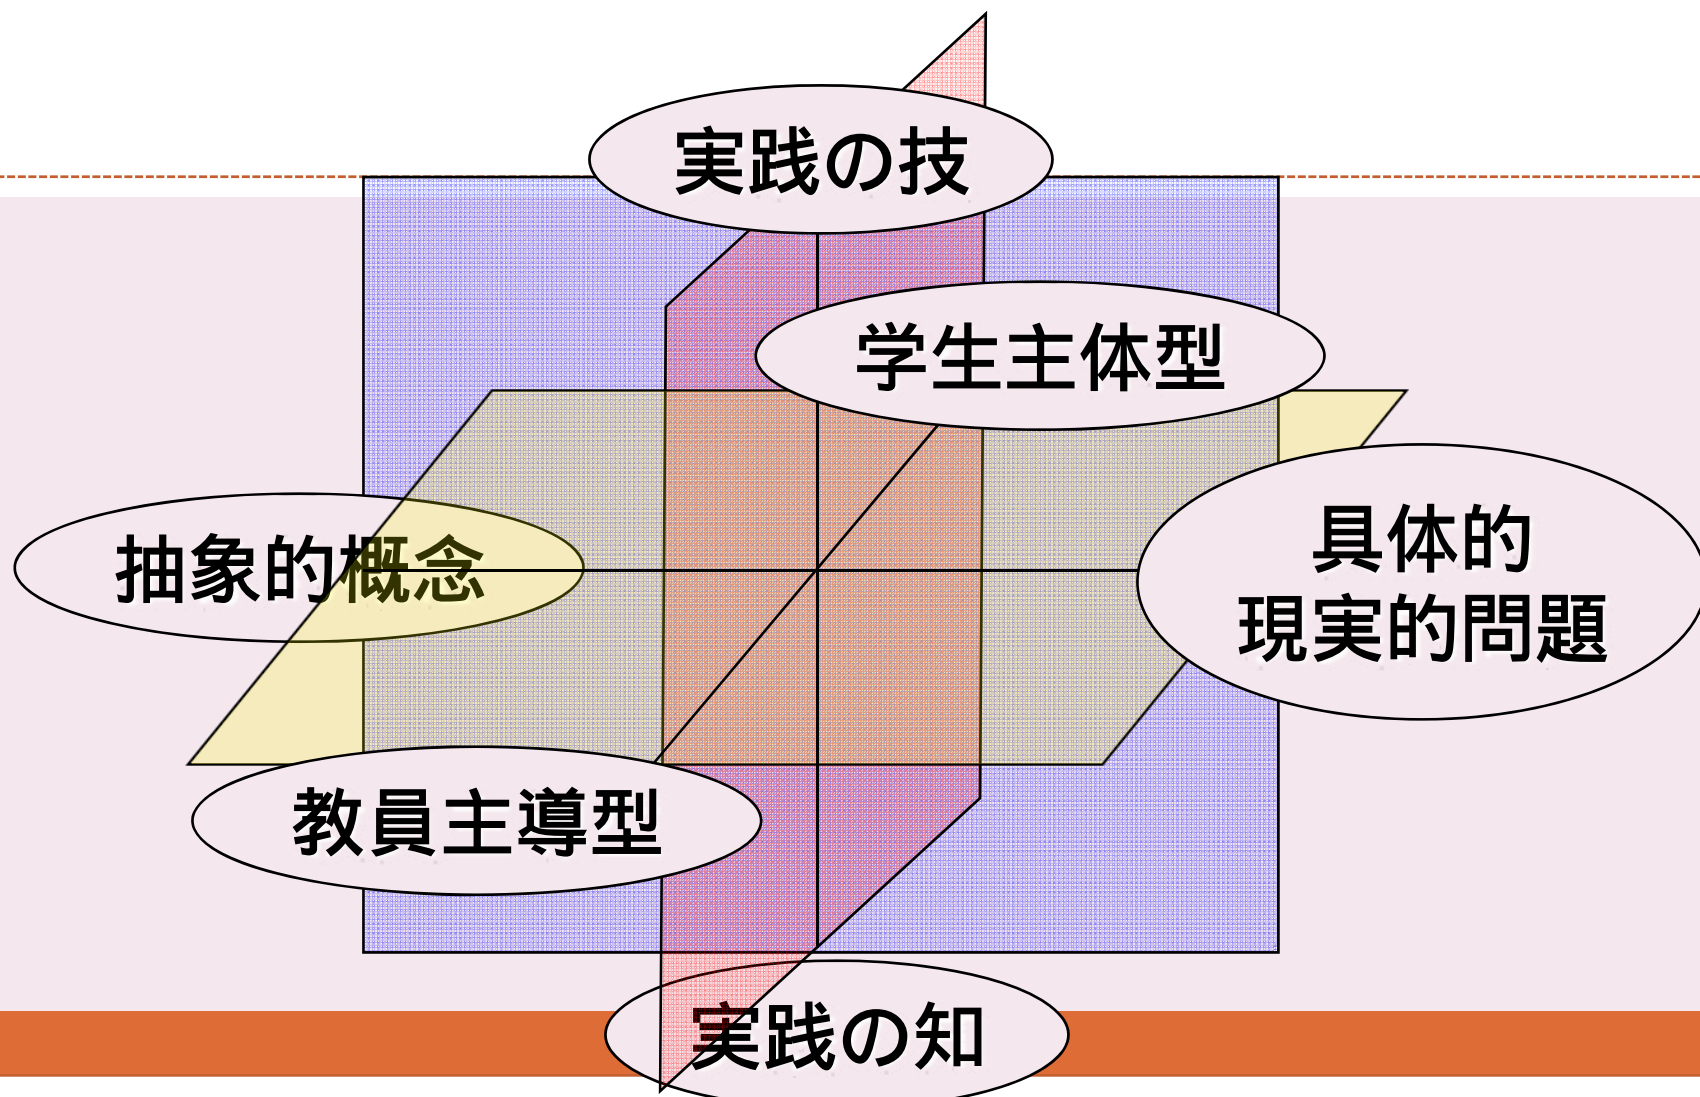 実践の技
学生主体型
抽象的概念
具体的
現実的問題
教員主導型
実践の知